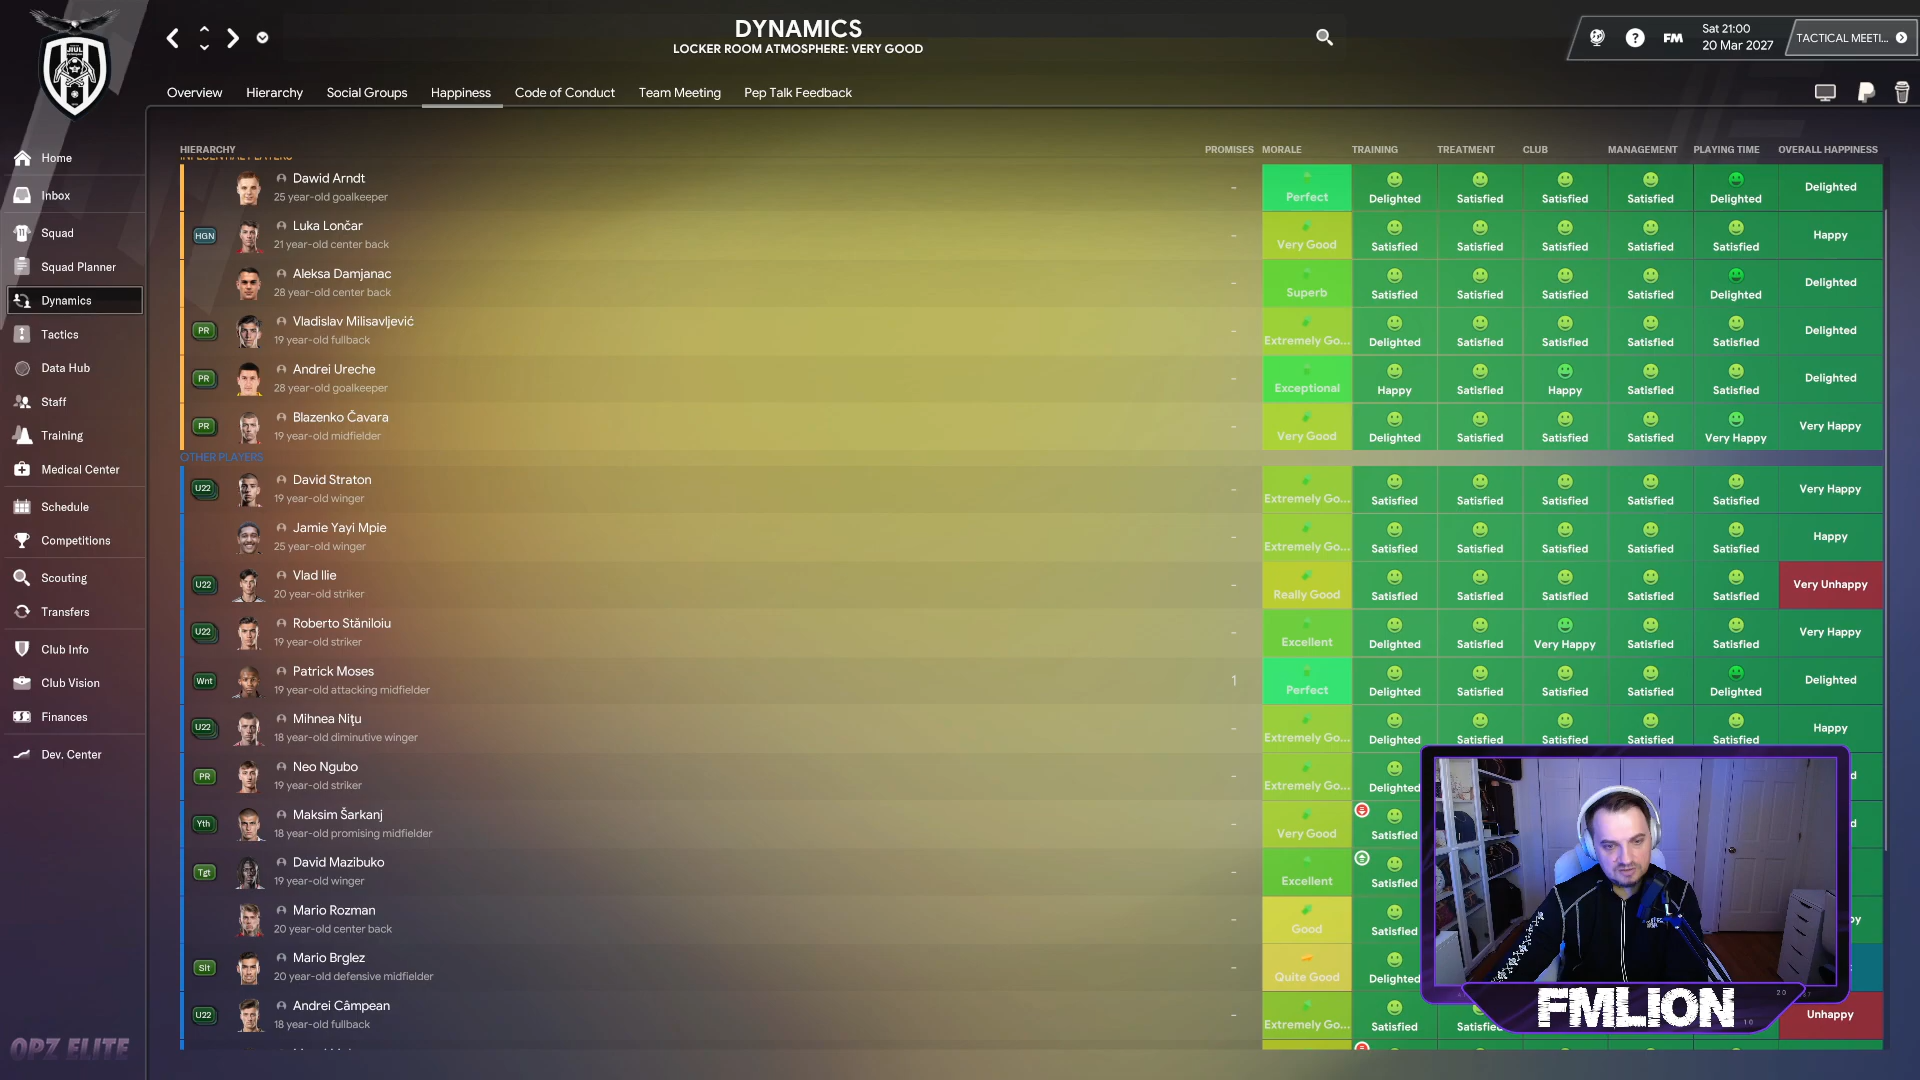 DYNAMICS
LOCKER ROOM ATMOSPHERE: VERY GOOD
FM
Sat 21:00
20 Mar 2027
TACTICAL MEETI...
Overview
Hierarchy
Social Groups
Happiness
Code of Conduct
Team Meeting
Pep Talk Feedback
Home
Inbox
Squad
Squad Planner
Dynamics
Tactics
Data Hub
Staff
Training
Medical Center
Schedule
Competitions
Scouting
Transfers
Club Info
Club Vision
Finances
Dev. Center
OPZ ELITE
HIERARCHY PROMISES MORALE TRAINING TREATMENT CLUB MANAGEMENT PLAYING TIME OVERALL HAPPINESS
INFLUENTIAL PLAYERS
Dawid Arndt
25 year-old goalkeeper
- Perfect Delighted Satisfied Satisfied Satisfied Delighted Delighted
HGN Luka Lončar
21 year-old center back
- Very Good Satisfied Satisfied Satisfied Satisfied Satisfied Happy
Aleksa Damjanac
28 year-old center back
- Superb Satisfied Satisfied Satisfied Satisfied Delighted Delighted
PR Vladislav Milisavljević
19 year-old fullback
- Extremely Go... Delighted Satisfied Satisfied Satisfied Satisfied Delighted
PR Andrei Ureche
28 year-old goalkeeper
- Exceptional Happy Satisfied Happy Satisfied Satisfied Delighted
PR Blazenko Čavara
19 year-old midfielder
- Very Good Delighted Satisfied Satisfied Satisfied Very Happy Very Happy
OTHER PLAYERS
U22 David Straton
19 year-old winger
- Extremely Go... Satisfied Satisfied Satisfied Satisfied Satisfied Very Happy
Jamie Yayi Mpie
25 year-old winger
- Extremely Go... Satisfied Satisfied Satisfied Satisfied Satisfied Happy
U22 Vlad Ilie
20 year-old striker
- Really Good Satisfied Satisfied Satisfied Satisfied Satisfied Very Unhappy
U22 Roberto Stăniloiu
19 year-old striker
- Excellent Delighted Satisfied Very Happy Satisfied Satisfied Very Happy
Wnt Patrick Moses
19 year-old attacking midfielder
1 Perfect Delighted Satisfied Satisfied Satisfied Delighted Delighted
U22 Mihnea Nițu
18 year-old diminutive winger
- Extremely Go... Delighted Satisfied Satisfied Satisfied Satisfied Happy
PR Neo Ngubo
19 year-old striker
- Extremely Go... Delighted
Yth Maksim Šarkanj
18 year-old promising midfielder
- Very Good Satisfied
Tgt David Mazibuko
19 year-old winger
- Excellent Satisfied
Mario Rozman
20 year-old center back
- Good Satisfied
Slt Mario Brglez
20 year-old defensive midfielder
- Quite Good Delighted
U22 Andrei Câmpean
18 year-old fullback
- Extremely Go... Satisfied Unhappy
FMLION